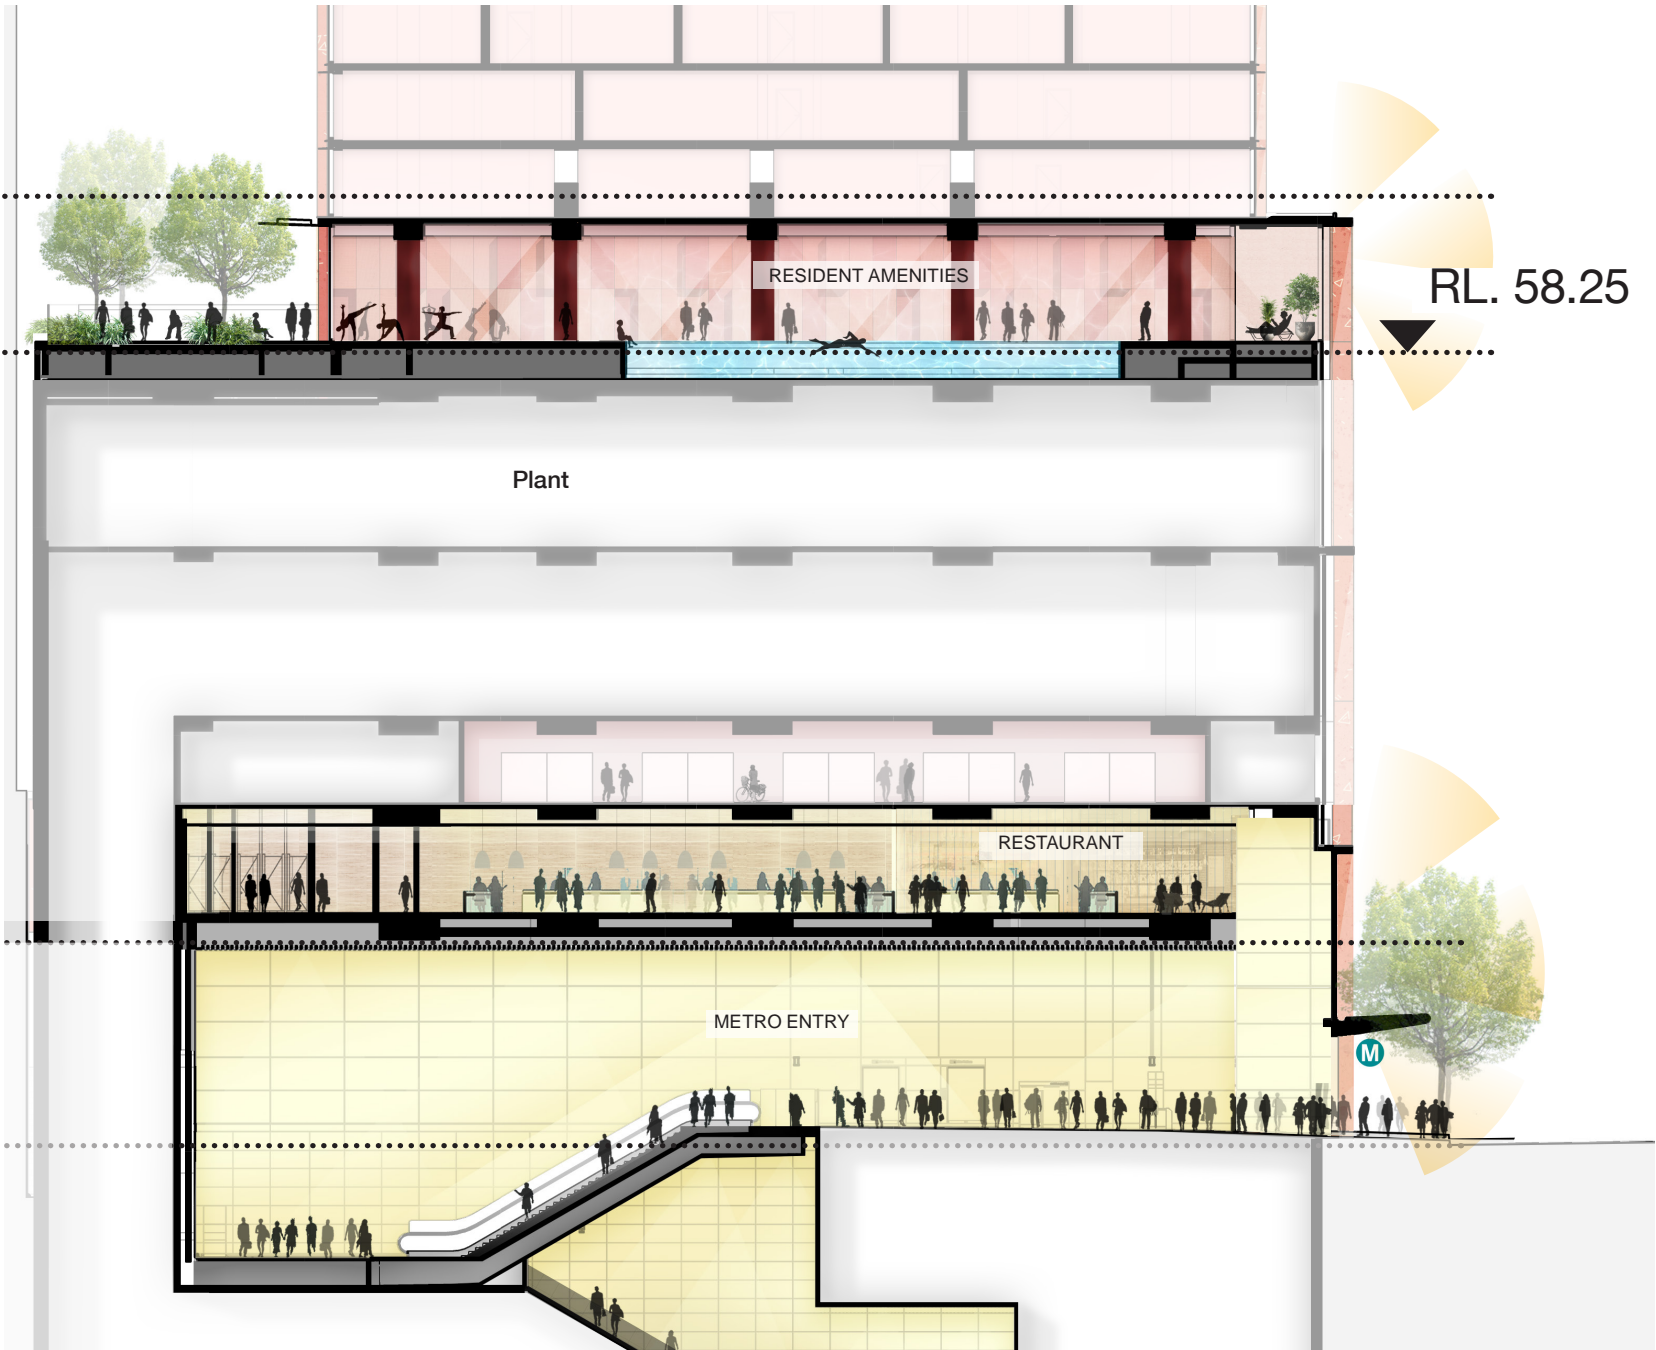 RESIDENT AMENITIES
RL. 58.25
Plant
RESTAURANT
METRO ENTRY
M